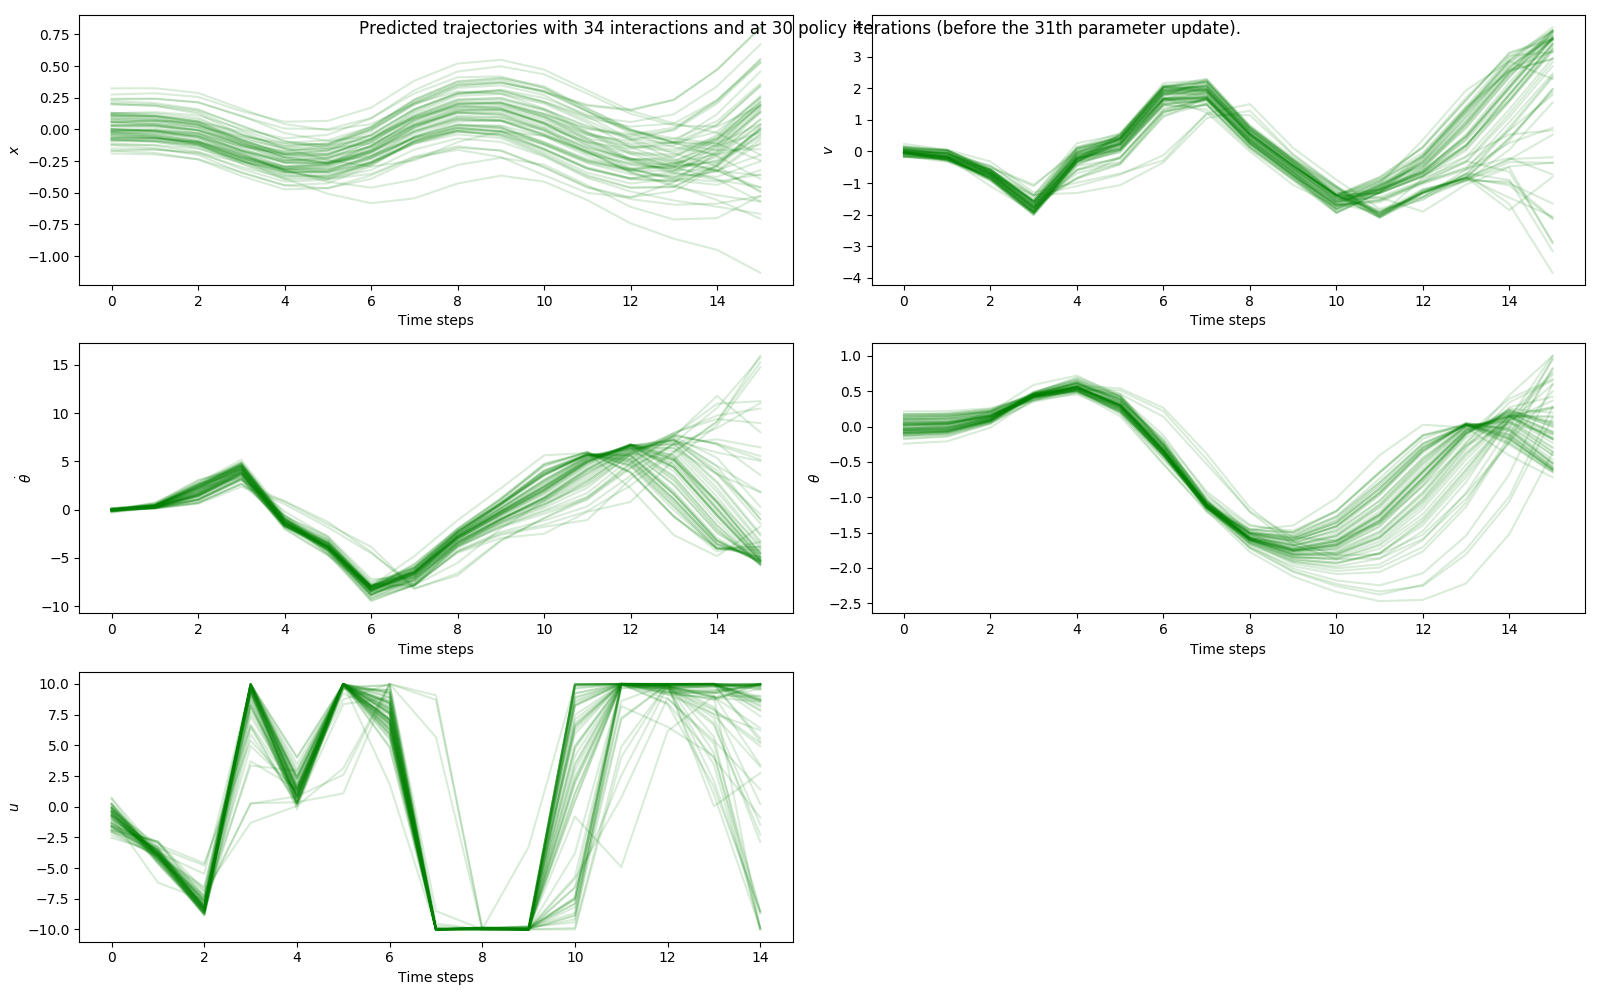 Predicted trajectories with 34 interactions and at 30 policy iterations (before the 31th parameter update).
0.75
0.50
0.25
0.00
−0.25
−0.50
−0.75
−1.00
x
0 2 4 6 8 10 12 14
Time steps
4
3
2
1
0
−1
−2
−3
−4
v
0 2 4 6 8 10 12 14
Time steps
15
10
5
0
−5
−10
θ̇
0 2 4 6 8 10 12 14
Time steps
1.0
0.5
0.0
−0.5
−1.0
−1.5
−2.0
−2.5
θ
0 2 4 6 8 10 12 14
Time steps
10.0
7.5
5.0
2.5
0.0
−2.5
−5.0
−7.5
−10.0
u
0 2 4 6 8 10 12 14
Time steps